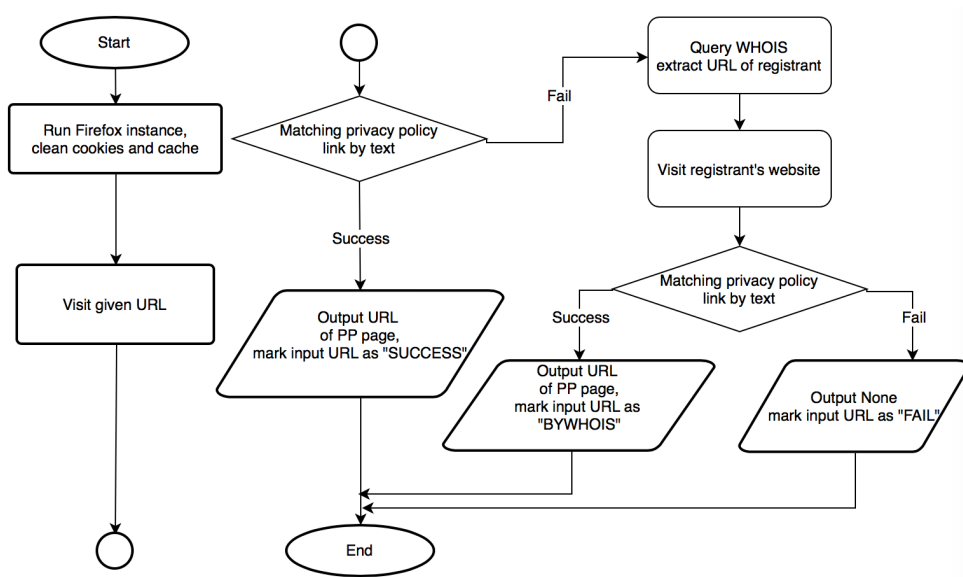 Start
Run Firefox instance,
clean cookies and cache
Visit given URL
Matching privacy policy
link by text
Fail
Success
Output URL
of PP page,
mark input URL as "SUCCESS"
Query WHOIS
extract URL of registrant
Visit registrant's website
Matching privacy policy
link by text
Success
Fail
Output URL
of PP page,
mark input URL as
"BYWHOIS"
Output None
mark input URL as "FAIL"
End